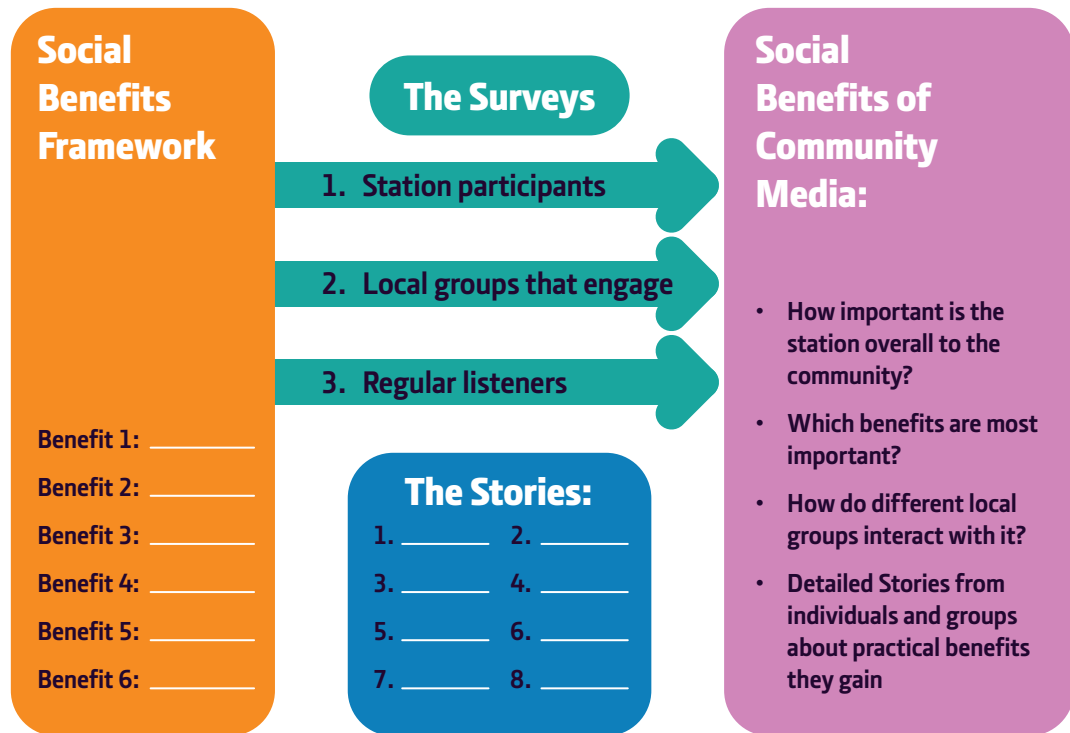 Social
Benefits
Framework
Benefit 1:
Benefit 2:
Benefit 3:
Benefit 4:
Benefit 5:
Benefit 6:
The Surveys
1. Station participants
2. Local groups that engage
3. Regular listeners
The Stories:
1. 2.
3. 4.
5. 6.
7. 8.
Social
Benefits of
Community
Media:
• How important is the
station overall to the
community?
• Which benefits are most
important?
• How do different local
groups interact with it?
• Detailed Stories from
individuals and groups
about practical benefits
they gain